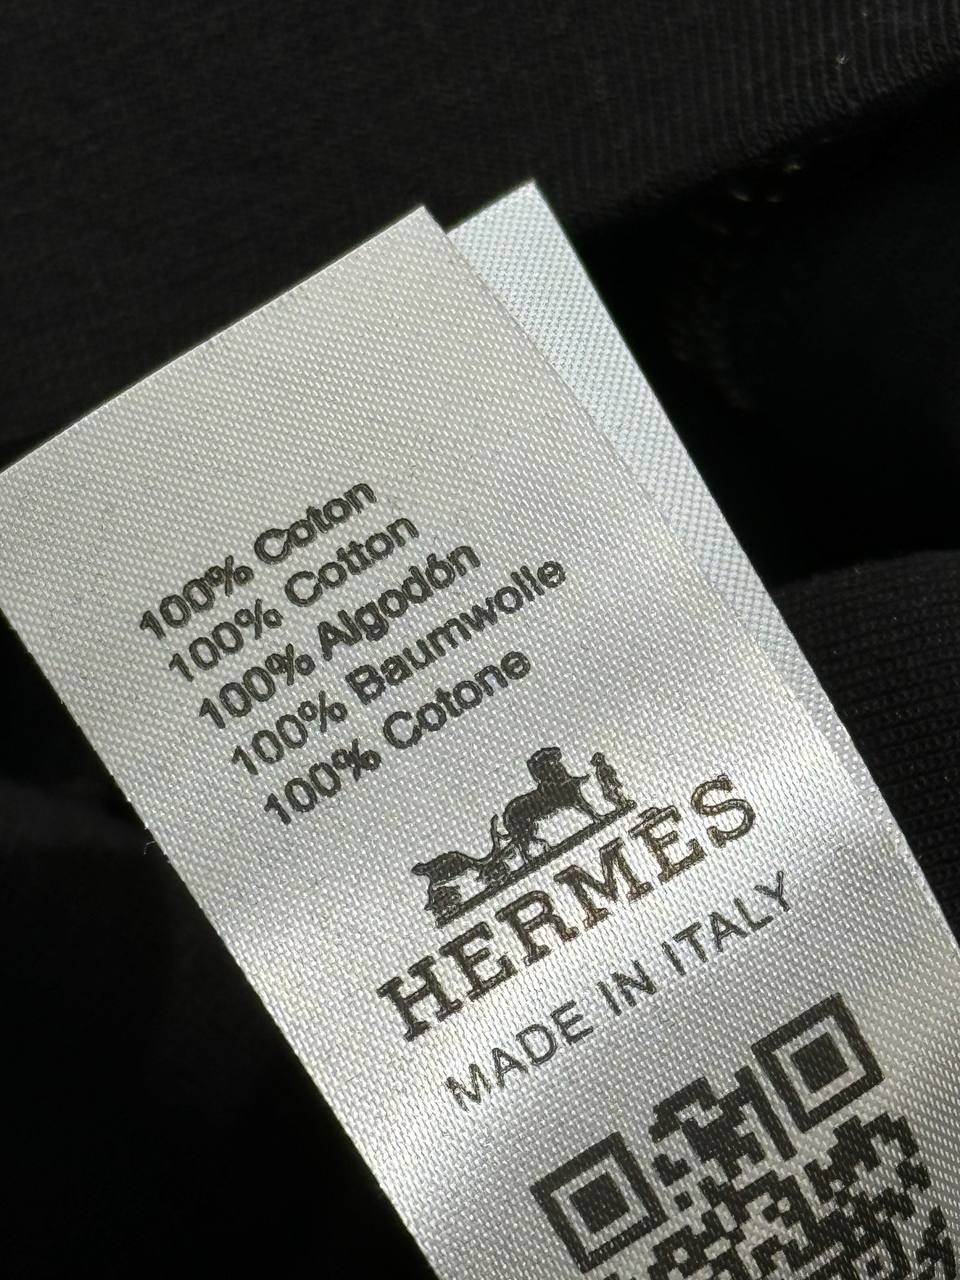 100% Coton
100% Cotton
100% Algodón
100% Baumwolle
100% Cotone
HERMÈS
MADE IN ITALY